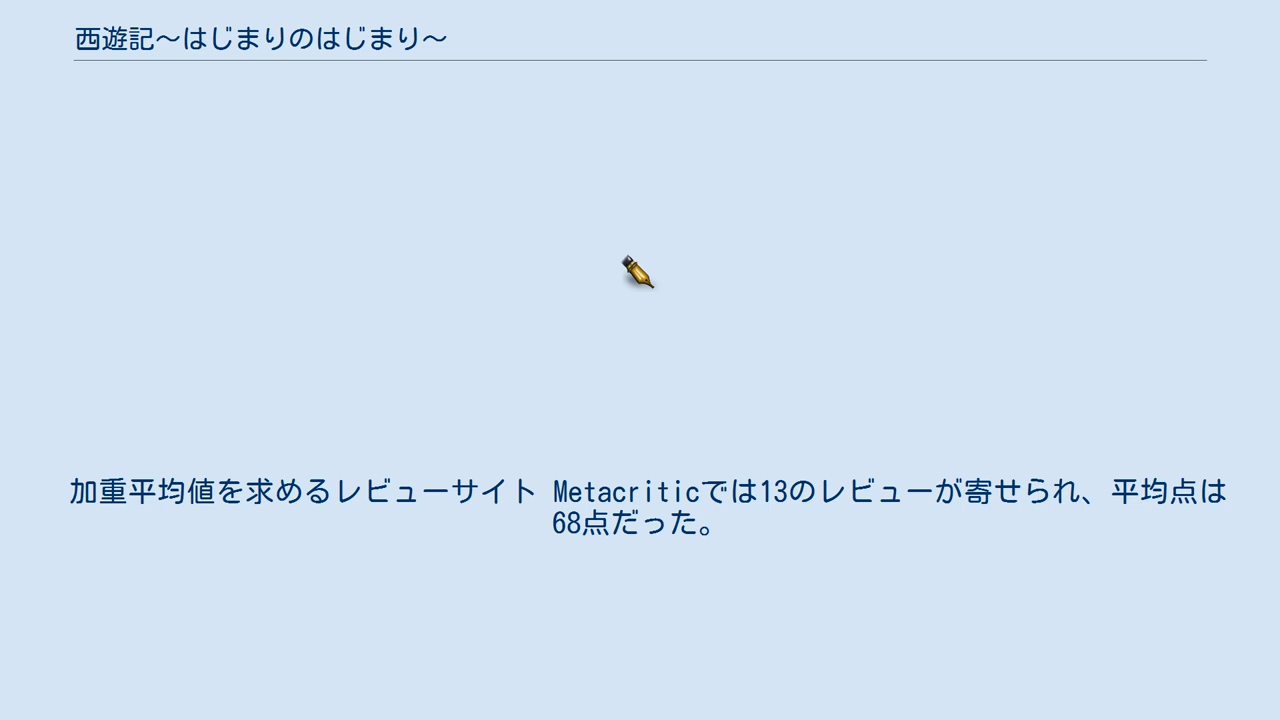 西遊記〜はじまりのはじまり〜
加重平均値を求めるレビューサイト Metacriticでは13のレビューが寄せられ、平均点は
68点だった。